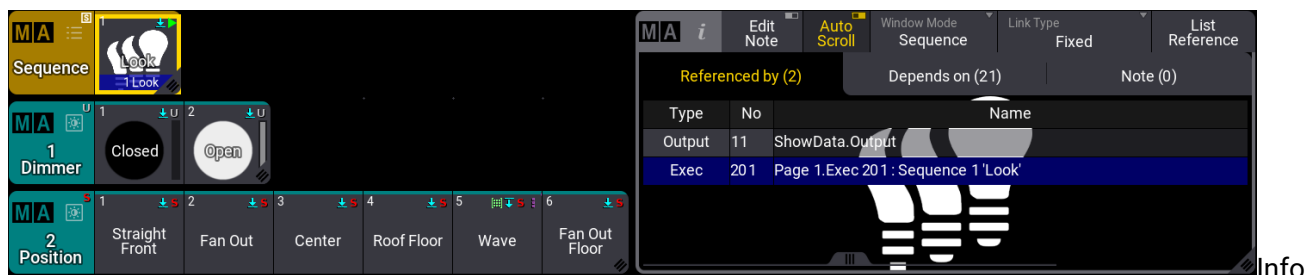 MA
S
Sequence
1
Look
1 Look
MA
U
1
Dimmer
1
U
Closed
2
U
Open
MA
S
2
Position
1
S
Straight
Front
2
S
Fan Out
3
S
Center
4
S
Roof Floor
5
S
Wave
6
S
Fan Out
Floor
MA
i
Edit
Note
Auto
Scroll
Window Mode
Sequence
Link Type
Fixed
List
Reference
Referenced by (2)
Depends on (21)
Note (0)
Type No Name
Output 11 ShowData.Output
Exec 201 Page 1.Exec 201 : Sequence 1 'Look'
Info